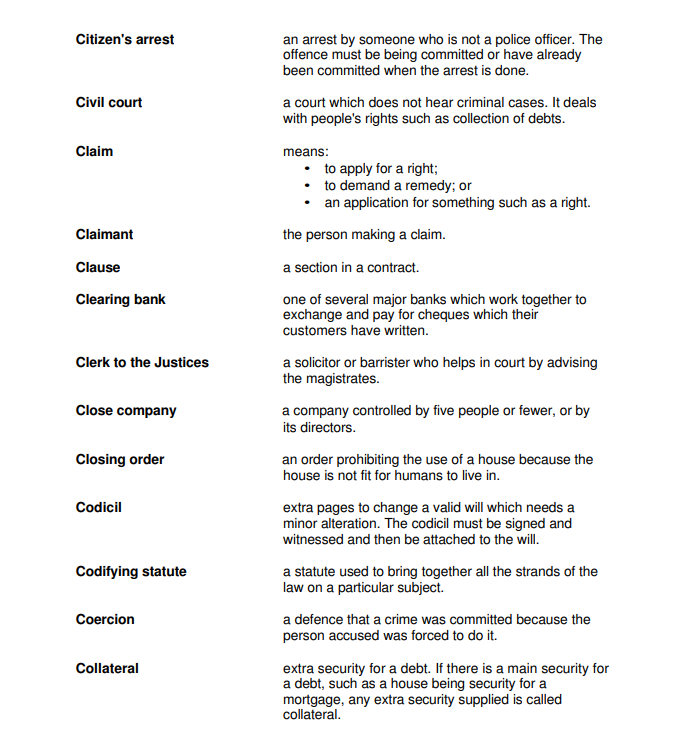 Citizen's arrest an arrest by someone who is not a police officer. The
offence must be being committed or have already
been committed when the arrest is done.
Civil court a court which does not hear criminal cases. It deals
with people's rights such as collection of debts.
Claim means:
• to apply for a right;
• to demand a remedy; or
• an application for something such as a right.
Claimant the person making a claim.
Clause a section in a contract.
Clearing bank one of several major banks which work together to
exchange and pay for cheques which their
customers have written.
Clerk to the Justices a solicitor or barrister who helps in court by advising
the magistrates.
Close company a company controlled by five people or fewer, or by
its directors.
Closing order an order prohibiting the use of a house because the
house is not fit for humans to live in.
Codicil extra pages to change a valid will which needs a
minor alteration. The codicil must be signed and
witnessed and then be attached to the will.
Codifying statute a statute used to bring together all the strands of the
law on a particular subject.
Coercion a defence that a crime was committed because the
person accused was forced to do it.
Collateral extra security for a debt. If there is a main security for
a debt, such as a house being security for a
mortgage, any extra security supplied is called
collateral.